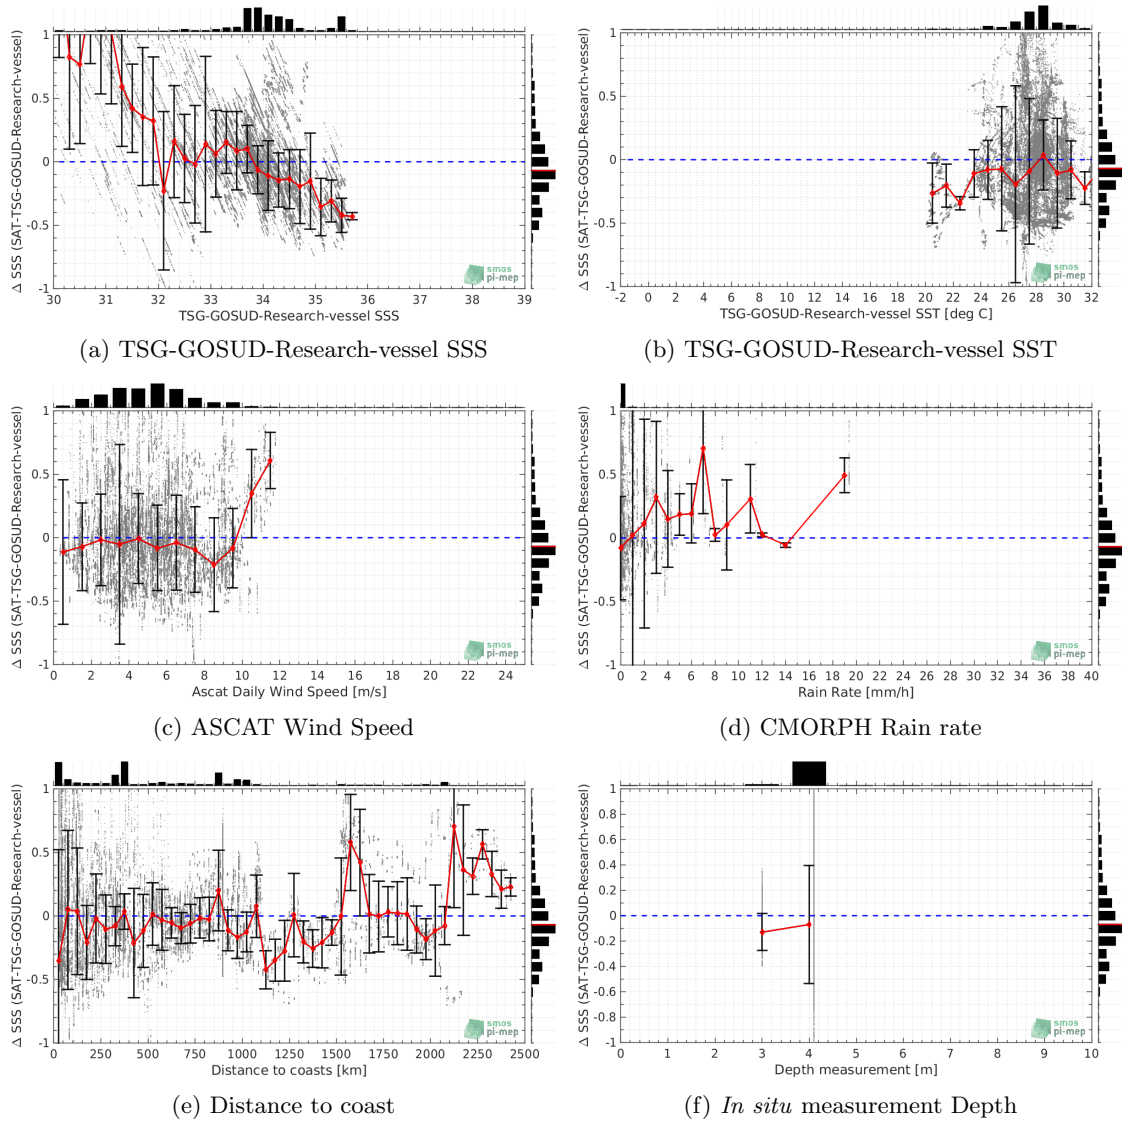 1
0.5
0
-0.5
-1
Δ SSS (SAT-TSG-GOSUD-Research-vessel)
30 31 32 33 34 35 36 37 38 39
TSG-GOSUD-Research-vessel SSS
smos
pi-mep
(a) TSG-GOSUD-Research-vessel SSS
1
0.5
0
-0.5
-1
Δ SSS (SAT-TSG-GOSUD-Research-vessel)
-2 0 2 4 6 8 10 12 14 16 18 20 22 24 26 28 30 32
TSG-GOSUD-Research-vessel SST [deg C]
smos
pi-mep
(b) TSG-GOSUD-Research-vessel SST
1
0.5
0
-0.5
-1
Δ SSS (SAT-TSG-GOSUD-Research-vessel)
0 2 4 6 8 10 12 14 16 18 20 22 24
Ascat Daily Wind Speed [m/s]
smos
pi-mep
(c) ASCAT Wind Speed
1
0.5
0
-0.5
-1
Δ SSS (SAT-TSG-GOSUD-Research-vessel)
0 2 4 6 8 10 12 14 16 18 20 22 24 26 28 30 32 34 36 38 40
Rain Rate [mm/h]
smos
pi-mep
(d) CMORPH Rain rate
1
0.5
0
-0.5
-1
Δ SSS (SAT-TSG-GOSUD-Research-vessel)
0 250 500 750 1000 1250 1500 1750 2000 2250 2500
Distance to coasts [km]
smos
pi-mep
(e) Distance to coast
1
0.8
0.6
0.4
0.2
0
-0.2
-0.4
-0.6
-0.8
-1
Δ SSS (SAT-TSG-GOSUD-Research-vessel)
0 1 2 3 4 5 6 7 8 9 10
Depth measurement [m]
smos
pi-mep
(f) In situ measurement Depth